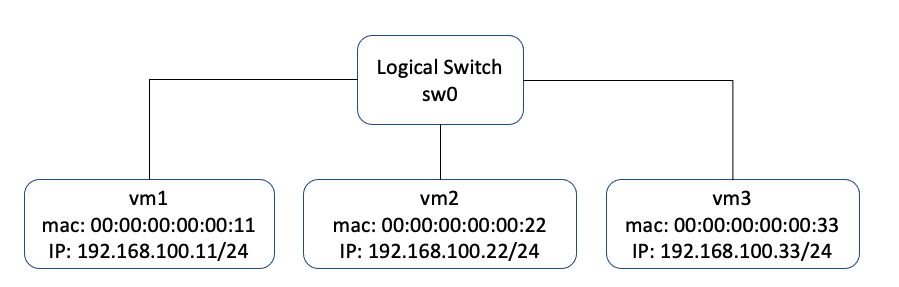 Logical Switch
sw0
vm1
mac: 00:00:00:00:00:11
IP: 192.168.100.11/24
vm2
mac: 00:00:00:00:00:22
IP: 192.168.100.22/24
vm3
mac: 00:00:00:00:00:33
IP: 192.168.100.33/24